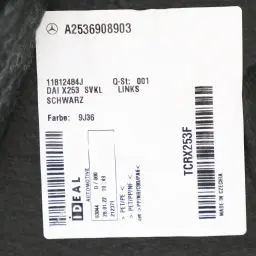 A2536908903
11812484J Q-St: 001
DAI X253 SVKL LINKS
SCHWARZ
Farbe: 9J36
TCRX253F
MADE IN CZECHIA
IDEAL
AUTOMOTIVE